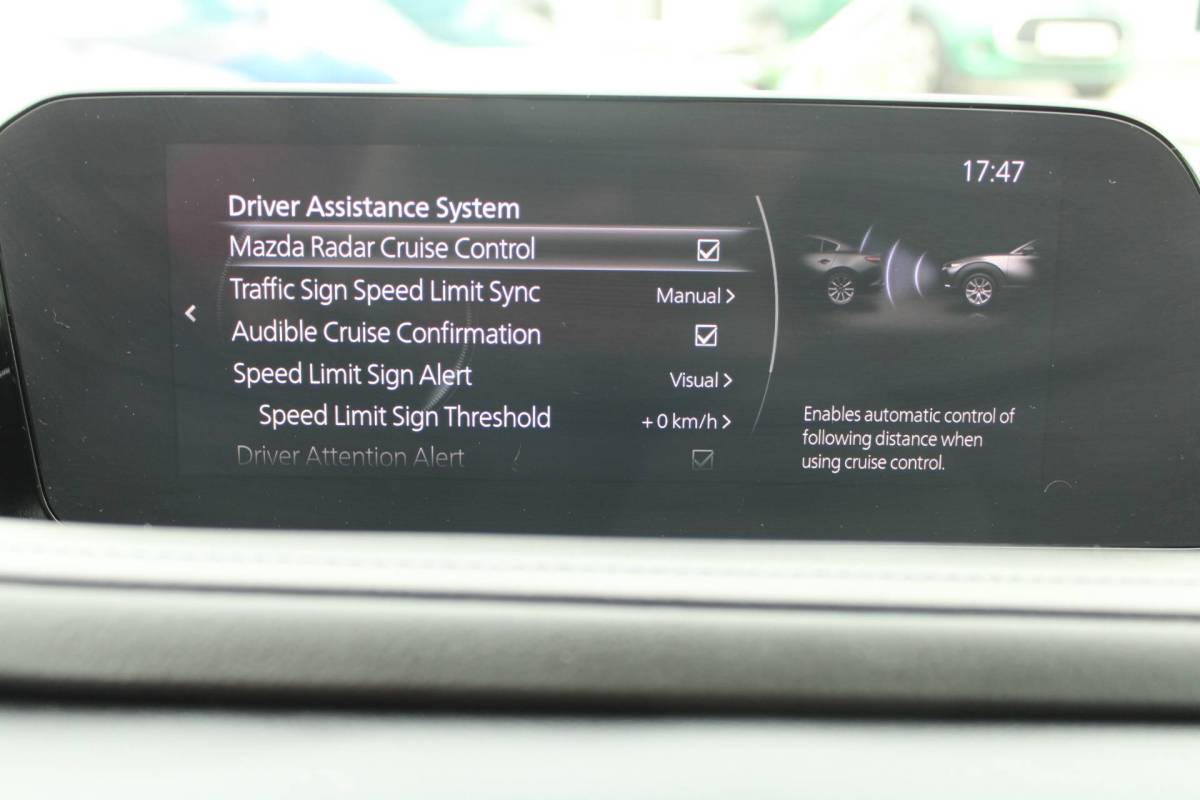 17:47
Driver Assistance System
Mazda Radar Cruise Control
Traffic Sign Speed Limit Sync Manual >
Audible Cruise Confirmation
Speed Limit Sign Alert Visual >
Speed Limit Sign Threshold +0 km/h >
Driver Attention Alert
Enables automatic control of
following distance when
using cruise control.